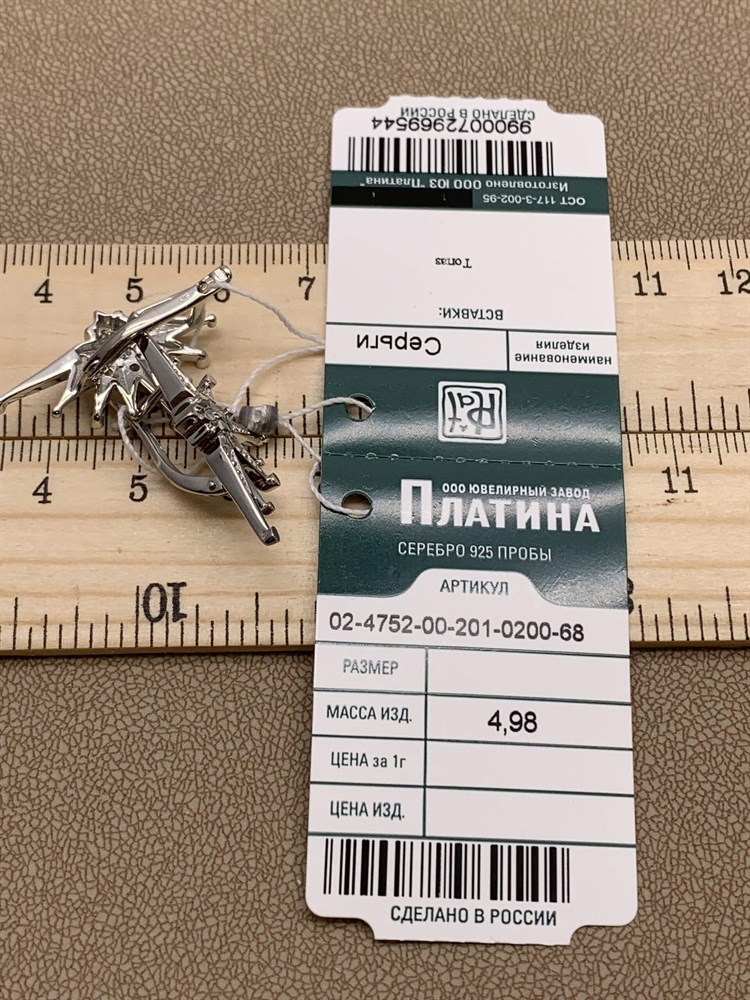 ООО ЮВЕЛИРНЫЙ ЗАВОД
ПЛАТИНА
СЕРЕБРО 925 ПРОБЫ
АРТИКУЛ
02-4752-00-201-0200-68
РАЗМЕР
МАССА ИЗД. 4,98
ЦЕНА за 1г
ЦЕНА ИЗД.
СДЕЛАНО В РОССИИ
Plat
наименование изделия Серьги
ВСТАВКИ:
Топаз
ОСТ 117-3-002-95
Изготовлено ООО ЮЗ "Платина"
9900072969544
СДЕЛАНО В РОССИИ
4 5 6 7 11 12
4 5 11
10